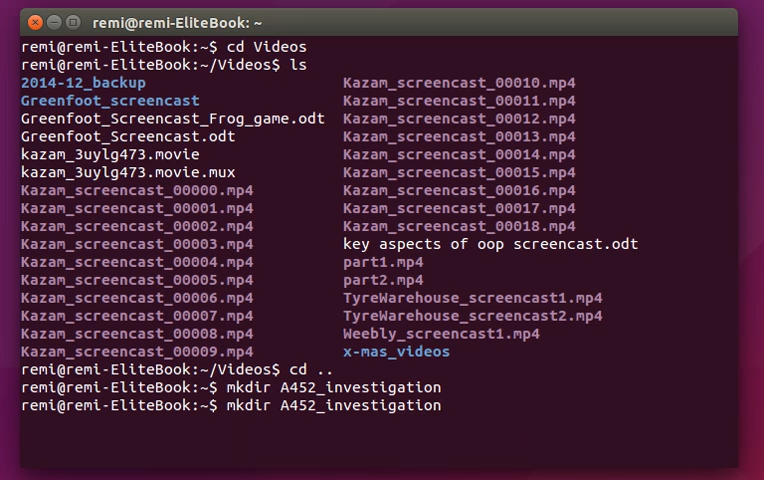 remi@remi-EliteBook: ~
remi@remi-EliteBook:~$ cd Videos
remi@remi-EliteBook:~/Videos$ ls
2014-12_backup Kazam_screencast_00010.mp4
Greenfoot_screencast Kazam_screencast_00011.mp4
Greenfoot_Screencast_Frog_game.odt Kazam_screencast_00012.mp4
Greenfoot_Screencast.odt Kazam_screencast_00013.mp4
kazam_3uylg473.movie Kazam_screencast_00014.mp4
kazam_3uylg473.movie.mux Kazam_screencast_00015.mp4
Kazam_screencast_00000.mp4 Kazam_screencast_00016.mp4
Kazam_screencast_00001.mp4 Kazam_screencast_00017.mp4
Kazam_screencast_00002.mp4 Kazam_screencast_00018.mp4
Kazam_screencast_00003.mp4 key aspects of oop screencast.odt
Kazam_screencast_00004.mp4 part1.mp4
Kazam_screencast_00005.mp4 part2.mp4
Kazam_screencast_00006.mp4 TyreWarehouse_screencast1.mp4
Kazam_screencast_00007.mp4 TyreWarehouse_screencast2.mp4
Kazam_screencast_00008.mp4 Weebly_screencast1.mp4
Kazam_screencast_00009.mp4 x-mas_videos
remi@remi-EliteBook:~/Videos$ cd ..
remi@remi-EliteBook:~$ mkdir A452_investigation
remi@remi-EliteBook:~$ mkdir A452_investigation